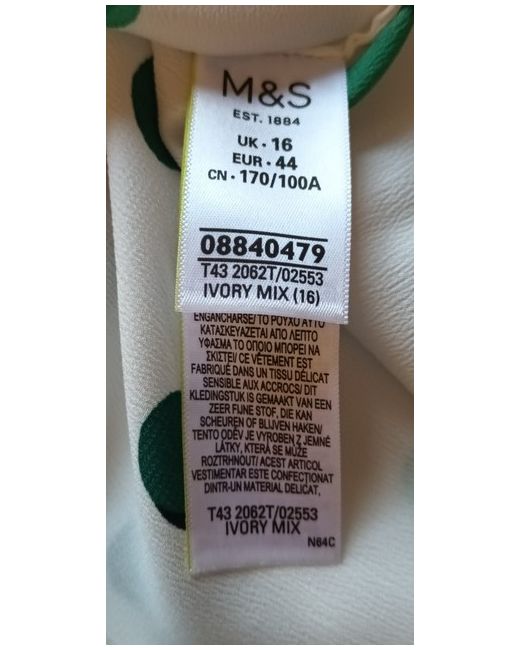 M&S
EST. 1884
UK · 16
EUR · 44
CN · 170/100A
08840479
T43 2062T/02553
IVORY MIX (16)
ENGANCHARSE/ ΤΟ ΡΟΥΧΟ ΑΥΤΟ
ΚΑΤΑΣΚΕΥΑΖΕΤΑΙ ΑΠΟ ΛΕΠΤΟ
ΥΦΑΣΜΑ ΤΟ ΟΠΟΙΟ ΜΠΟΡΕΙ ΝΑ
ΣΚΙΣΤΕΙ/ CE VÊTEMENT EST
FABRIQUÉ DANS UN TISSU DÉLICAT
SENSIBLE AUX ACCROCS/ DIT
KLEDINGSTUK IS GEMAAKT VAN EEN
ZEER FIJNE STOF, DIE KAN
SCHEUREN OF BLIJVEN HAKEN/
TENTO ODĚV JE VYROBEN Z JEMNÉ
LÁTKY, KTERÁ SE MŮŽE
ROZTRHNOUT/ ACEST ARTICOL
VESTIMENTAR ESTE CONFECȚIONAT
DINTR-UN MATERIAL DELICAT,
T43 2062T/02553
IVORY MIX
N64C